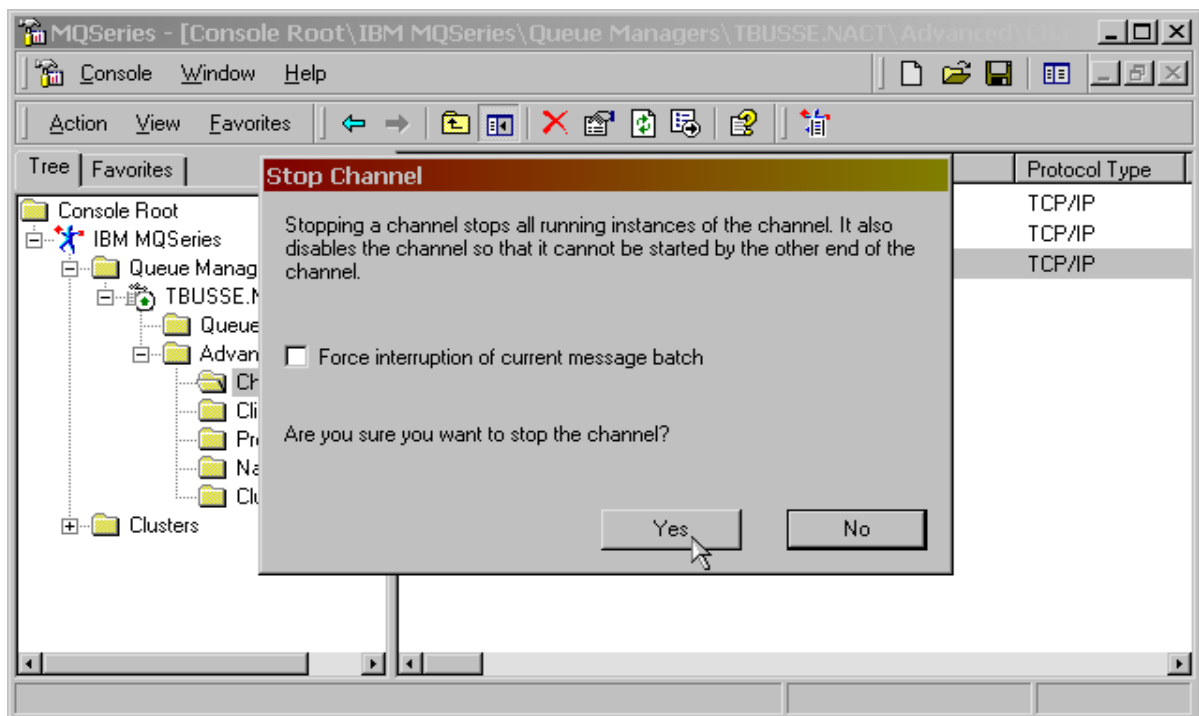 MQSeries - [Console Root\IBM MQSeries\Queue Managers\TBUSSE.NACT\Advanced\Cha
Console Window Help
Action View Favorites
Tree Favorites
Protocol Type
Stop Channel
Console Root
TCP/IP
IBM MQSeries
TCP/IP
Queue Manag
TCP/IP
TBUSSE.N
Queue
Advan
Ch
Cli
Pro
Na
Clu
Clusters
Stopping a channel stops all running instances of the channel. It also
disables the channel so that it cannot be started by the other end of the
channel.
Force interruption of current message batch
Are you sure you want to stop the channel?
Yes No